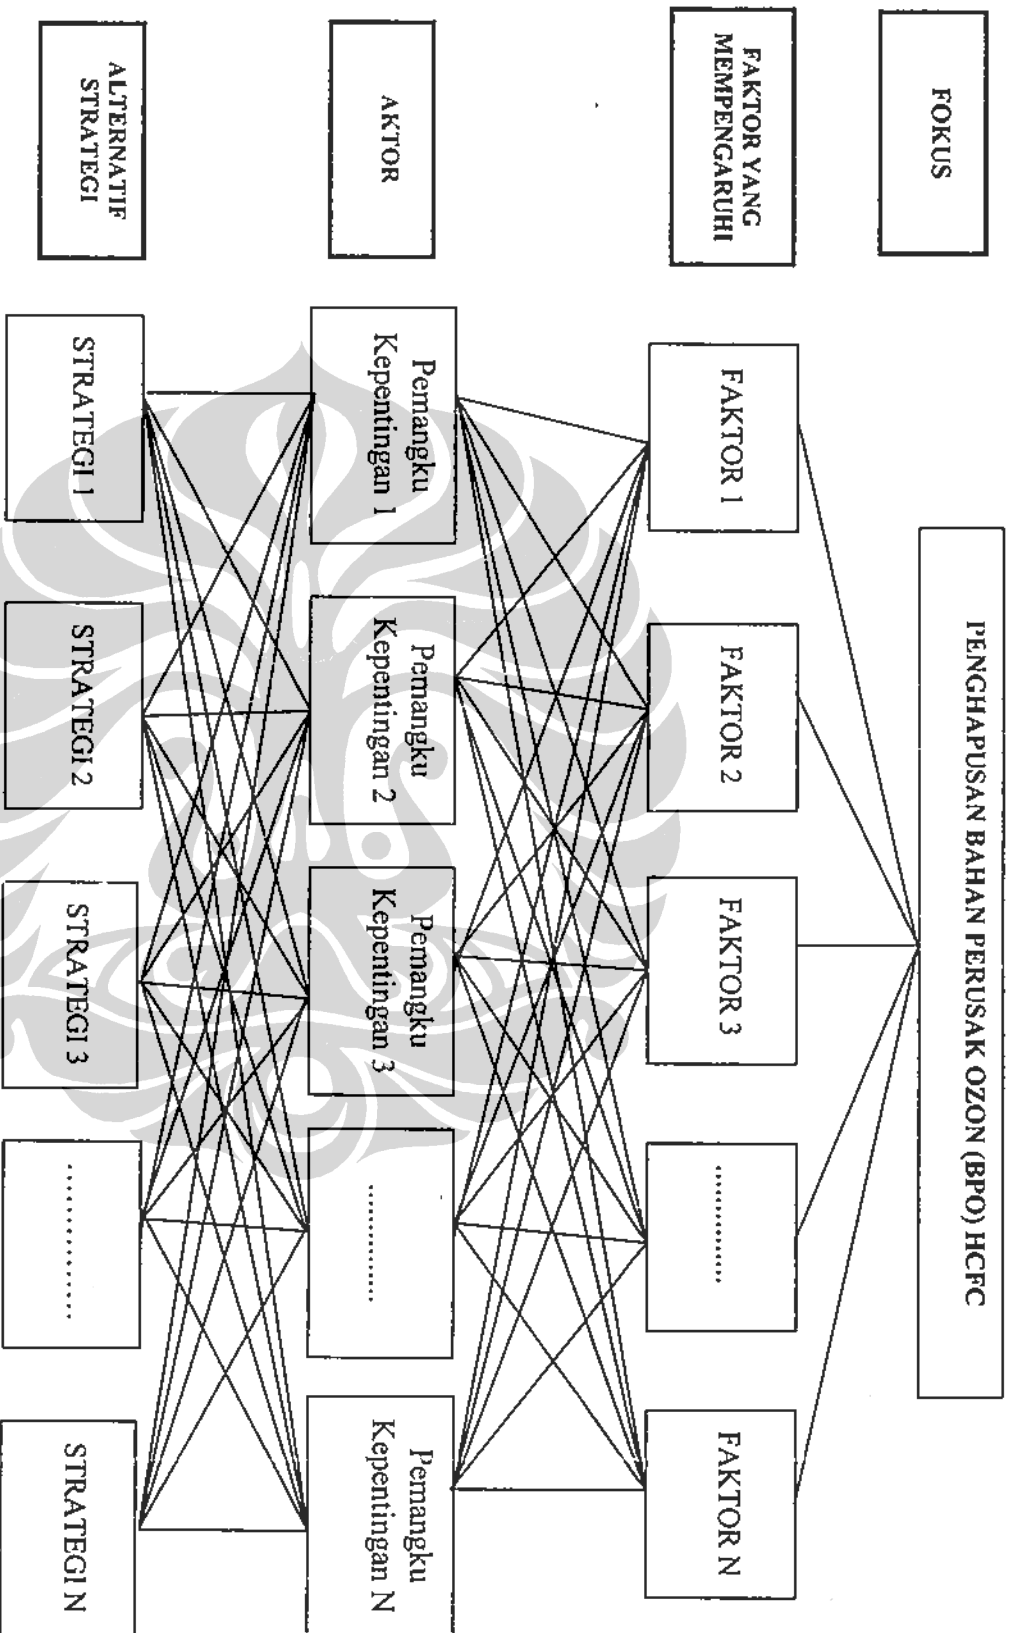 FOKUS
PENGHAPUSAN BAHAN PERUSAK OZON (BPO) HCFC
FAKTOR YANG
MEMPENGARUHI
FAKTOR 1
FAKTOR 2
FAKTOR 3
.............
FAKTOR N
AKTOR
Pemangku
Kepentingan 1
Pemangku
Kepentingan 2
Pemangku
Kepentingan 3
.............
Pemangku
Kepentingan N
ALTERNATIF
STRATEGI
STRATEGI 1
STRATEGI 2
STRATEGI 3
.............
STRATEGI N